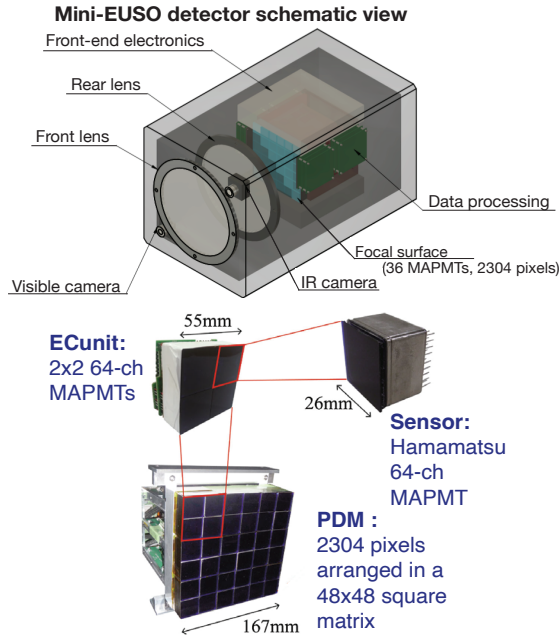 Mini-EUSO detector schematic view
Front-end electronics
Rear lens
Front lens
Data processing
Focal surface
(36 MAPMTs, 2304 pixels)
IR camera
Visible camera
55mm
ECunit:
2x2 64-ch
MAPMTs
26mm
Sensor:
Hamamatsu
64-ch
MAPMT
PDM :
2304 pixels
arranged in a
48x48 square
matrix
167mm